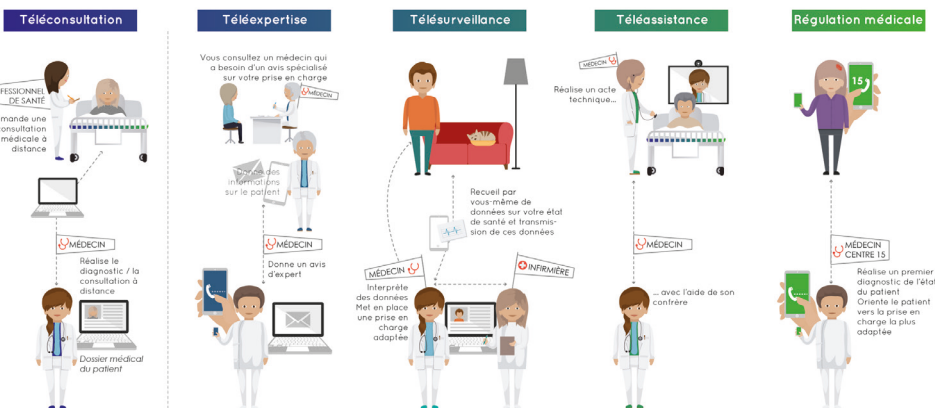 Téléconsultation
DE SANTÉ
médicale à
distance
MÉDECIN
Réalise le
diagnostic / la
consultation à
distance
Dossier médical
du patient
Téléexpertise
Vous consultez un médecin qui
a besoin d'un avis spécialisé
sur votre prise en charge
MÉDECIN
Donne des
informations
sur le patient
MÉDECIN
Donne un avis
d'expert
Télésurveillance
Recueil par
vous-même de
données sur votre état
de santé et transmis-
sion de ces données
MÉDECIN
INFIRMIÈRE
Interprète
des données
Met en place
une prise en
charge
adaptée
Téléassistance
MÉDECIN
Réalise un acte
technique...
MÉDECIN
... avec l'aide de son
confrère
Régulation médicale
15
MÉDECIN
CENTRE 15
Réalise un premier
diagnostic de l'état
du patient
Oriente le patient
vers la prise en
charge la plus
adaptée